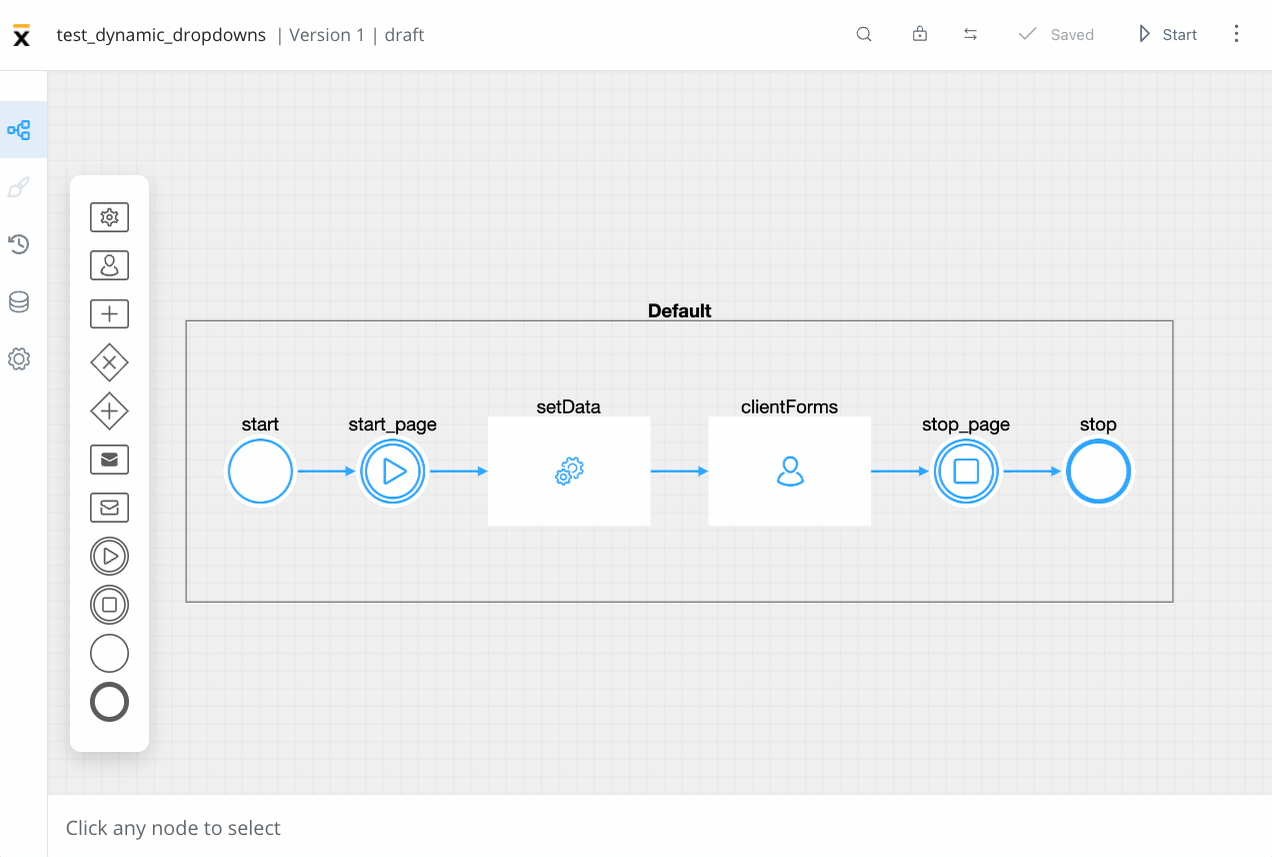 test_dynamic_dropdowns | Version 1 | draft
Saved
Start
Default
setData
clientForms
start
start_page
stop_page
stop
Click any node to select